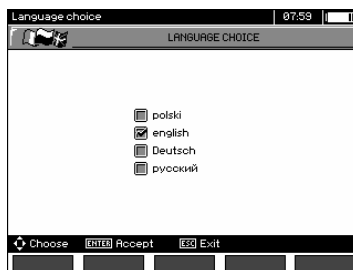 Language choice 07:59
LANGUAGE CHOICE
polski
english
Deutsch
русский
Choose ENTER Accept ESC Exit